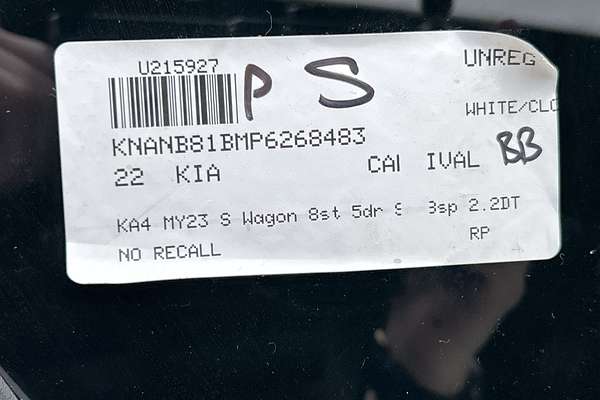 U215927
P S
UNREG
WHITE/CLO
KNANB81BMP6268483
22 KIA CAI IVAL BB
KA4 MY23 S Wagon 8st 5dr S 3sp 2.2DT
NO RECALL RP